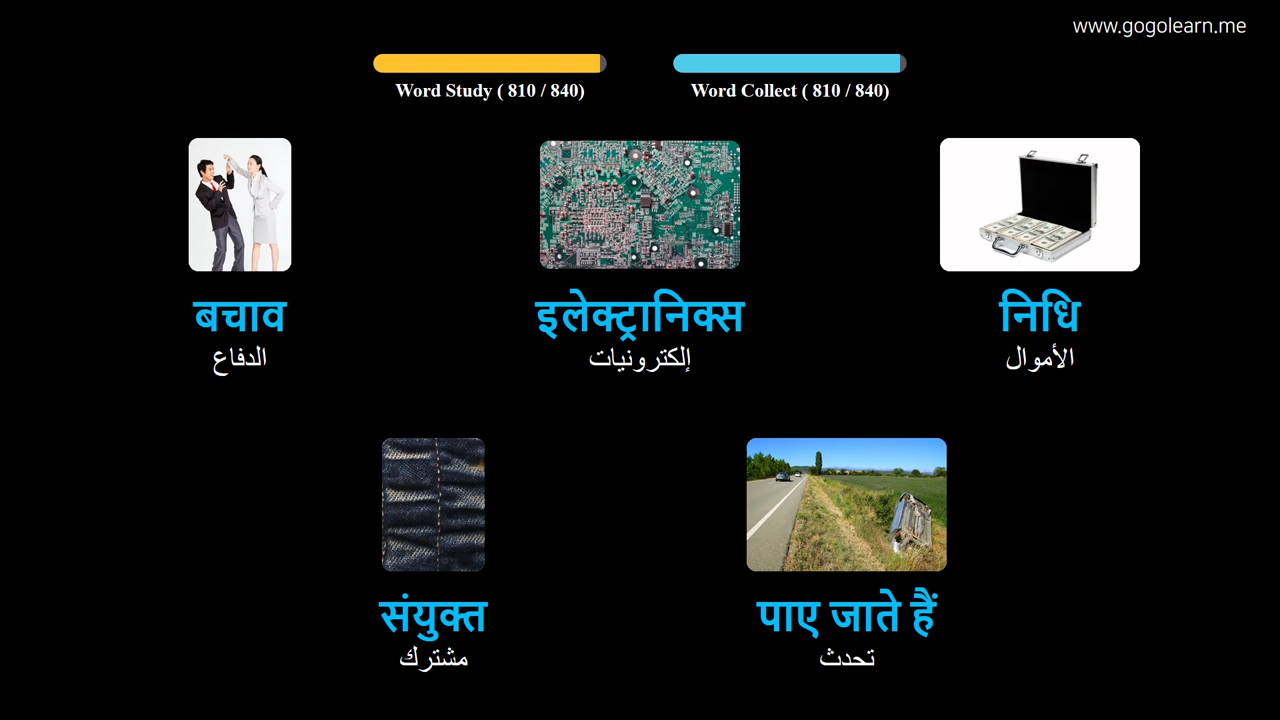 www.gogolearn.me
Word Study ( 810 / 840)
Word Collect ( 810 / 840)
बचाव
الدفاع
इलेक्ट्रानिक्स
إلكترونيات
निधि
الأموال
संयुक्त
مشترك
पाए जाते हैं
تحدث